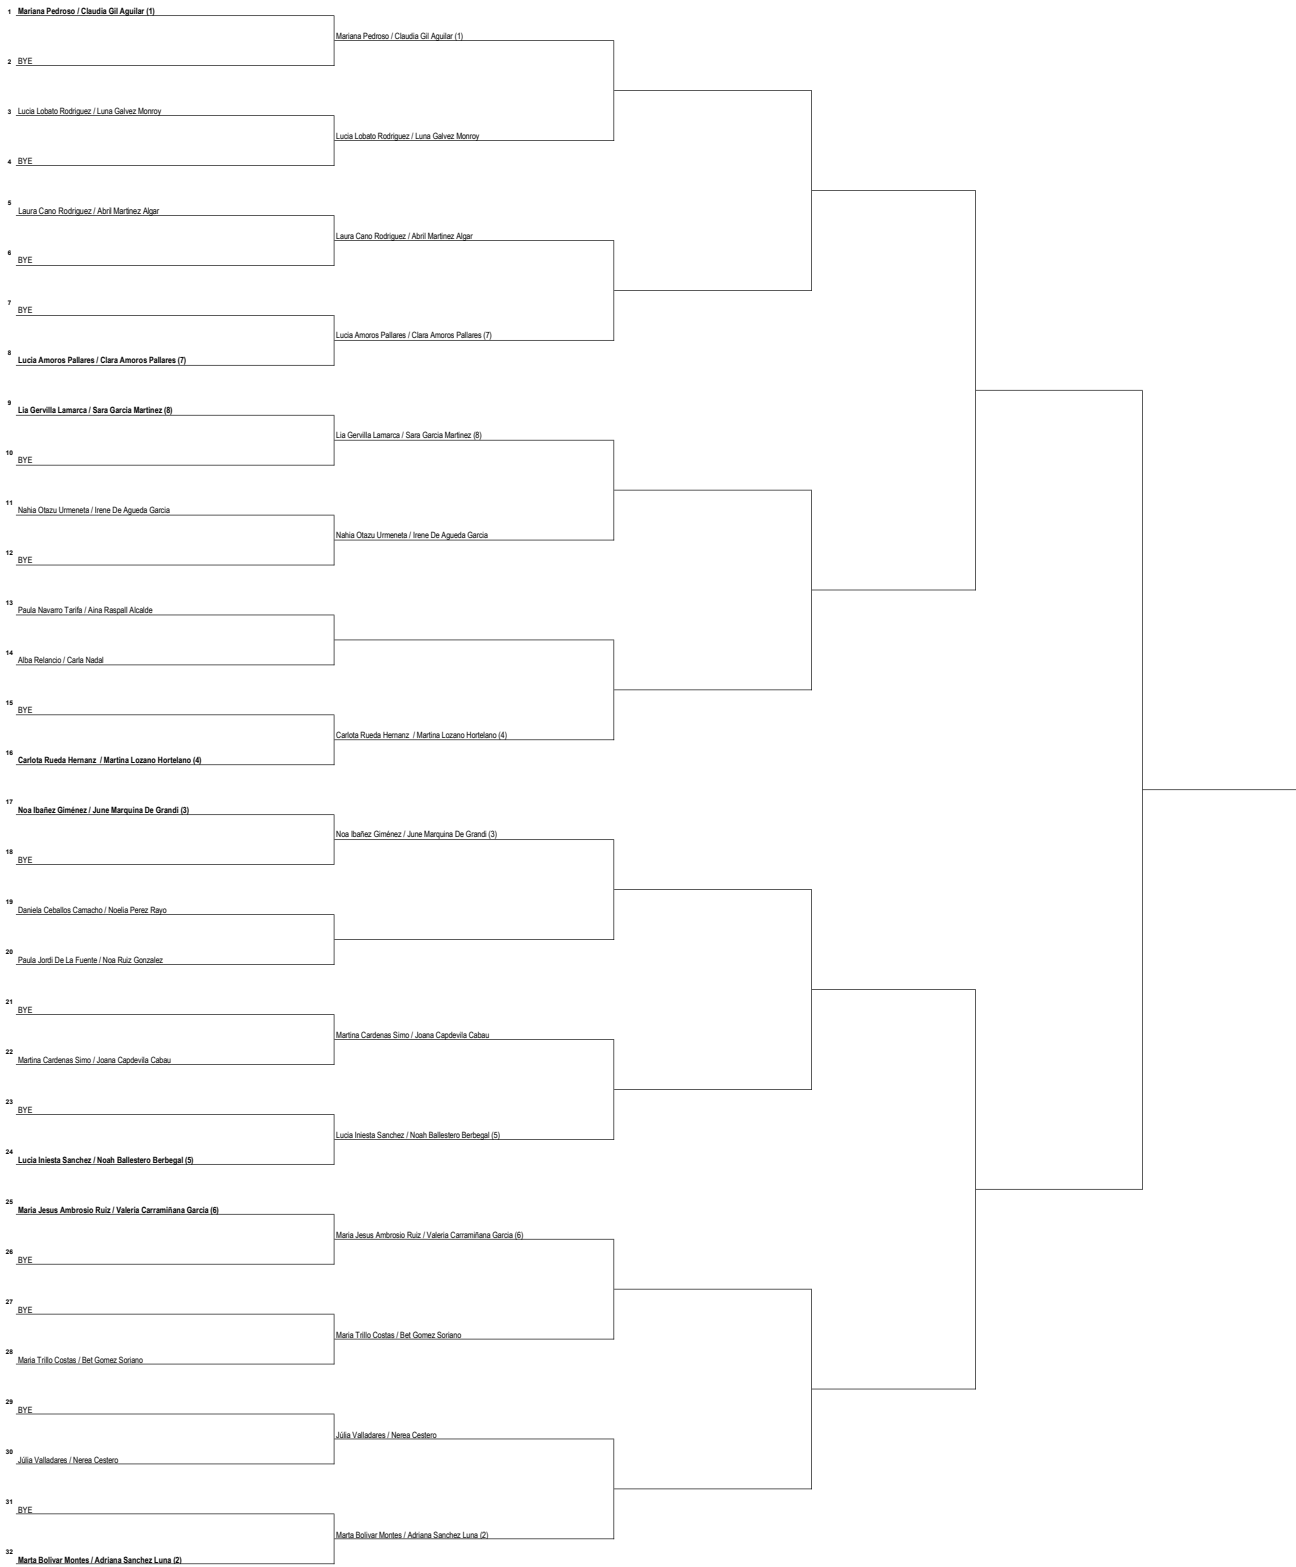 1 Mariana Pedroso / Claudia Gil Aguilar (1)
Mariana Pedroso / Claudia Gil Aguilar (1)
2 BYE
3 Lucia Lobato Rodriguez / Luna Galvez Monroy
Lucia Lobato Rodriguez / Luna Galvez Monroy
4 BYE
5 Laura Cano Rodriguez / Abril Martinez Algar
Laura Cano Rodriguez / Abril Martinez Algar
6 BYE
7 BYE
Lucia Amoros Pallares / Clara Amoros Pallares (7)
8 Lucia Amoros Pallares / Clara Amoros Pallares (7)
9 Lia Gervilla Lamarca / Sara Garcia Martinez (8)
Lia Gervilla Lamarca / Sara Garcia Martinez (8)
10 BYE
11 Nahia Otazu Urmeneta / Irene De Agueda Garcia
Nahia Otazu Urmeneta / Irene De Agueda Garcia
12 BYE
13 Paula Navarro Tarifa / Aina Raspall Alcalde
14 Alba Relancio / Carla Nadal
15 BYE
Carlota Rueda Hernanz / Martina Lozano Hortelano (4)
16 Carlota Rueda Hernanz / Martina Lozano Hortelano (4)
17 Noa Ibañez Giménez / June Marquina De Grandi (3)
Noa Ibañez Giménez / June Marquina De Grandi (3)
18 BYE
19 Daniela Ceballos Camacho / Noelia Perez Rayo
20 Paula Jordi De La Fuente / Noa Ruiz Gonzalez
21 BYE
Martina Cardenas Simo / Joana Capdevila Cabau
22 Martina Cardenas Simo / Joana Capdevila Cabau
23 BYE
Lucia Iniesta Sanchez / Noah Ballestero Berbegal (5)
24 Lucia Iniesta Sanchez / Noah Ballestero Berbegal (5)
25 Maria Jesus Ambrosio Ruiz / Valeria Carramiñana Garcia (6)
Maria Jesus Ambrosio Ruiz / Valeria Carramiñana Garcia (6)
26 BYE
27 BYE
Maria Trillo Costas / Bet Gomez Soriano
28 Maria Trillo Costas / Bet Gomez Soriano
29 BYE
Júlia Valladares / Nerea Cestero
30 Júlia Valladares / Nerea Cestero
31 BYE
Marta Bolivar Montes / Adriana Sanchez Luna (2)
32 Marta Bolivar Montes / Adriana Sanchez Luna (2)